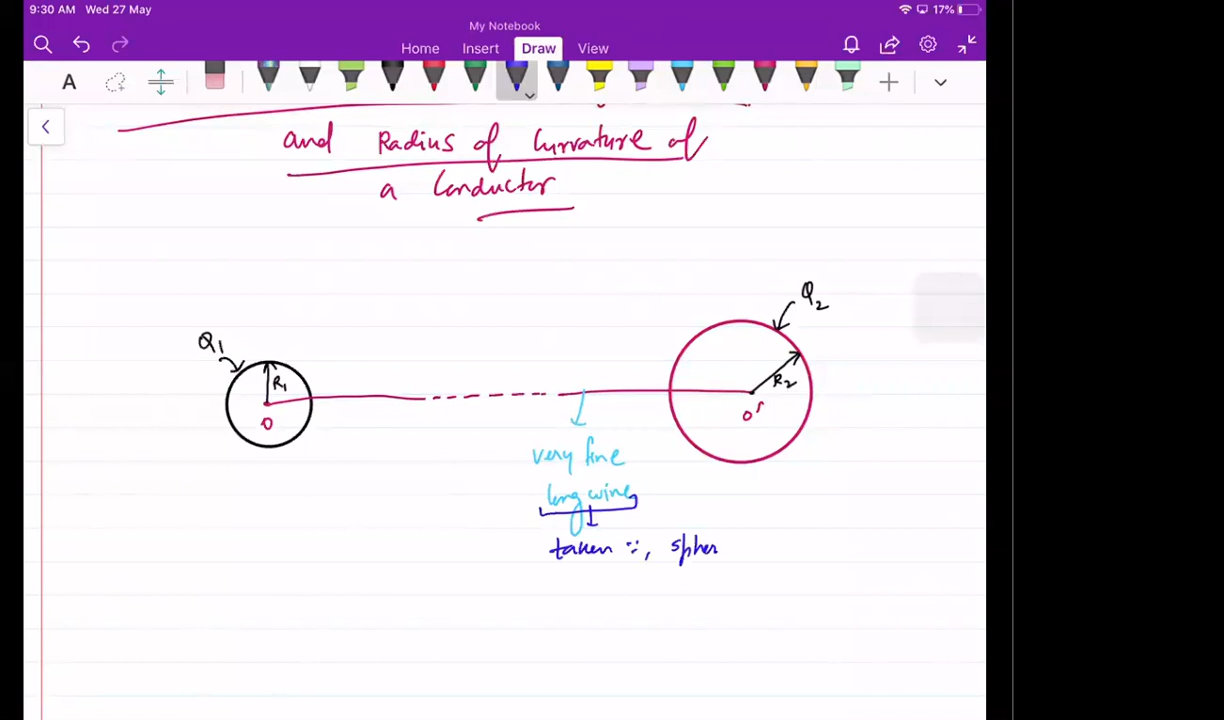 9:30 AM Wed 27 May
17%
My Notebook
Home Insert Draw View
A
and Radius of Curvature of
a Conductor
Q2
Q1
R1
R2
O
O'
very fine
long wire
taken ∵, spher